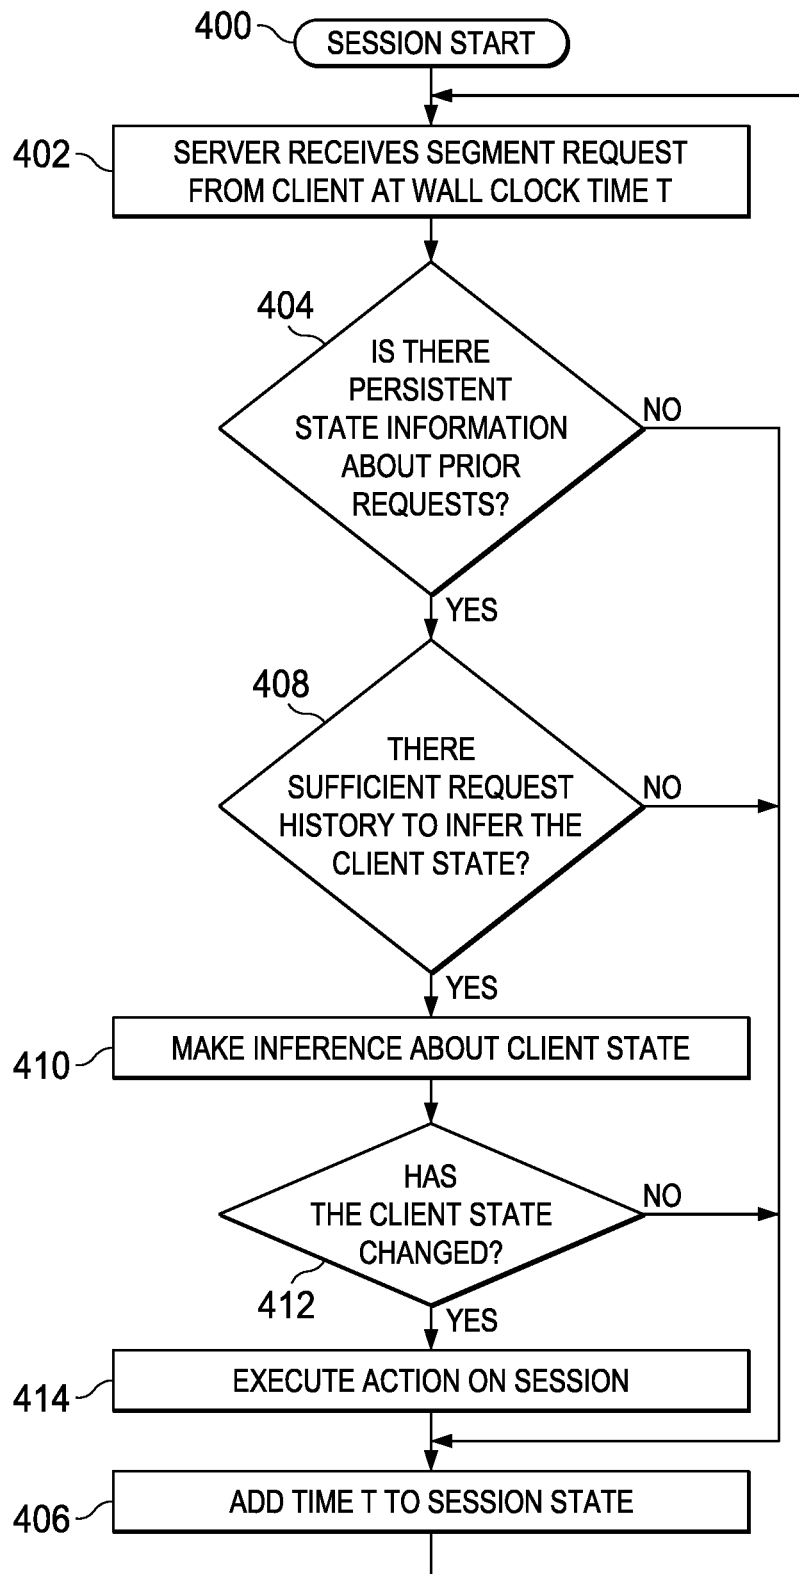 400
SESSION START
402
SERVER RECEIVES SEGMENT REQUEST
FROM CLIENT AT WALL CLOCK TIME T
404
IS THERE
PERSISTENT
STATE INFORMATION
ABOUT PRIOR
REQUESTS?
NO
YES
408
THERE
SUFFICIENT REQUEST
HISTORY TO INFER THE
CLIENT STATE?
NO
YES
410
MAKE INFERENCE ABOUT CLIENT STATE
HAS
THE CLIENT STATE
CHANGED?
NO
412
YES
414
EXECUTE ACTION ON SESSION
406
ADD TIME T TO SESSION STATE